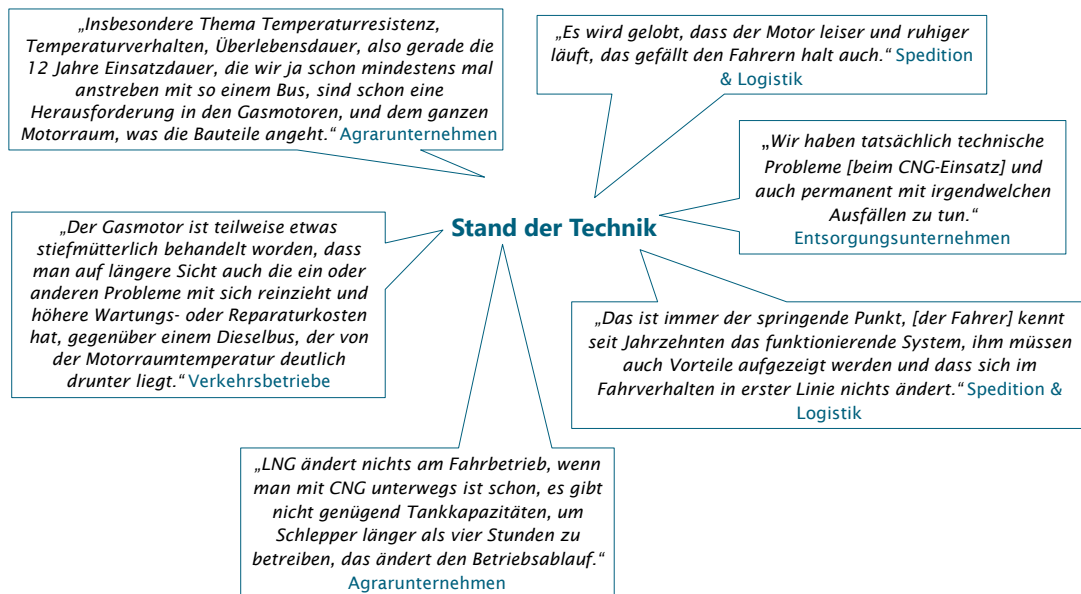 „Insbesondere Thema Temperaturresistenz,
Temperaturverhalten, Überlebensdauer, also gerade die
12 Jahre Einsatzdauer, die wir ja schon mindestens mal
anstreben mit so einem Bus, sind schon eine
Herausforderung in den Gasmotoren, und dem ganzen
Motorraum, was die Bauteile angeht.“ Agrarunternehmen
„Es wird gelobt, dass der Motor leiser und ruhiger
läuft, das gefällt den Fahrern halt auch.“ Spedition
& Logistik
„Wir haben tatsächlich technische
Probleme [beim CNG-Einsatz] und
auch permanent mit irgendwelchen
Ausfällen zu tun.“
Entsorgungsunternehmen
Stand der Technik
„Der Gasmotor ist teilweise etwas
stiefmütterlich behandelt worden, dass
man auf längere Sicht auch die ein oder
anderen Probleme mit sich reinzieht und
höhere Wartungs- oder Reparaturkosten
hat, gegenüber einem Dieselbus, der von
der Motorraumtemperatur deutlich
drunter liegt.“ Verkehrsbetriebe
„Das ist immer der springende Punkt, [der Fahrer] kennt
seit Jahrzehnten das funktionierende System, ihm müssen
auch Vorteile aufgezeigt werden und dass sich im
Fahrverhalten in erster Linie nichts ändert.“ Spedition &
Logistik
„LNG ändert nichts am Fahrbetrieb, wenn
man mit CNG unterwegs ist schon, es gibt
nicht genügend Tankkapazitäten, um
Schlepper länger als vier Stunden zu
betreiben, das ändert den Betriebsablauf.“
Agrarunternehmen